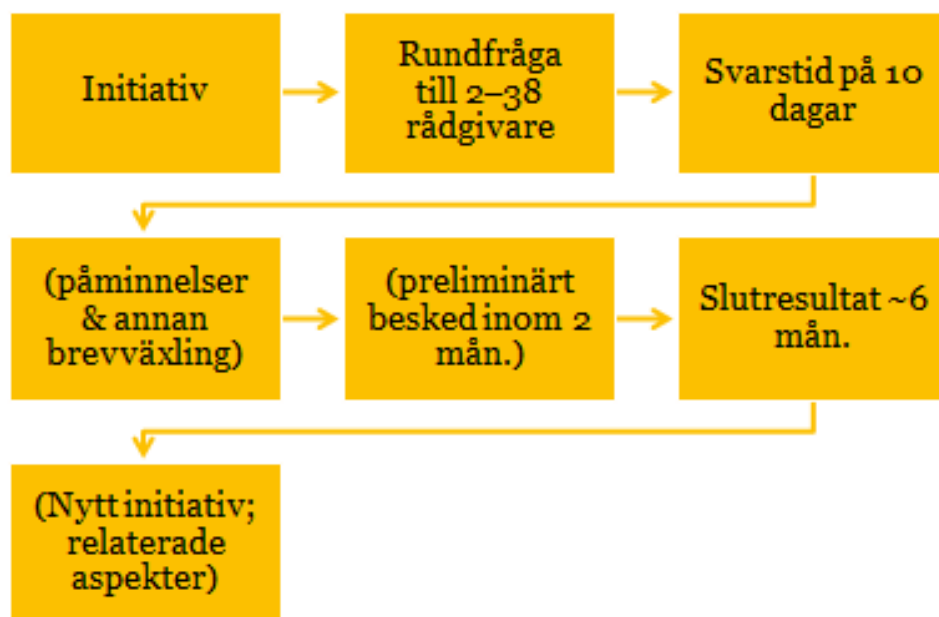 Initiativ
Rundfråga
till 2–38
rådgivare
Svarstid på 10
dagar
(påminnelser
& annan
brevväxling)
(preliminärt
besked inom 2
mån.)
Slutresultat ~6
mån.
(Nytt initiativ;
relaterade
aspekter)